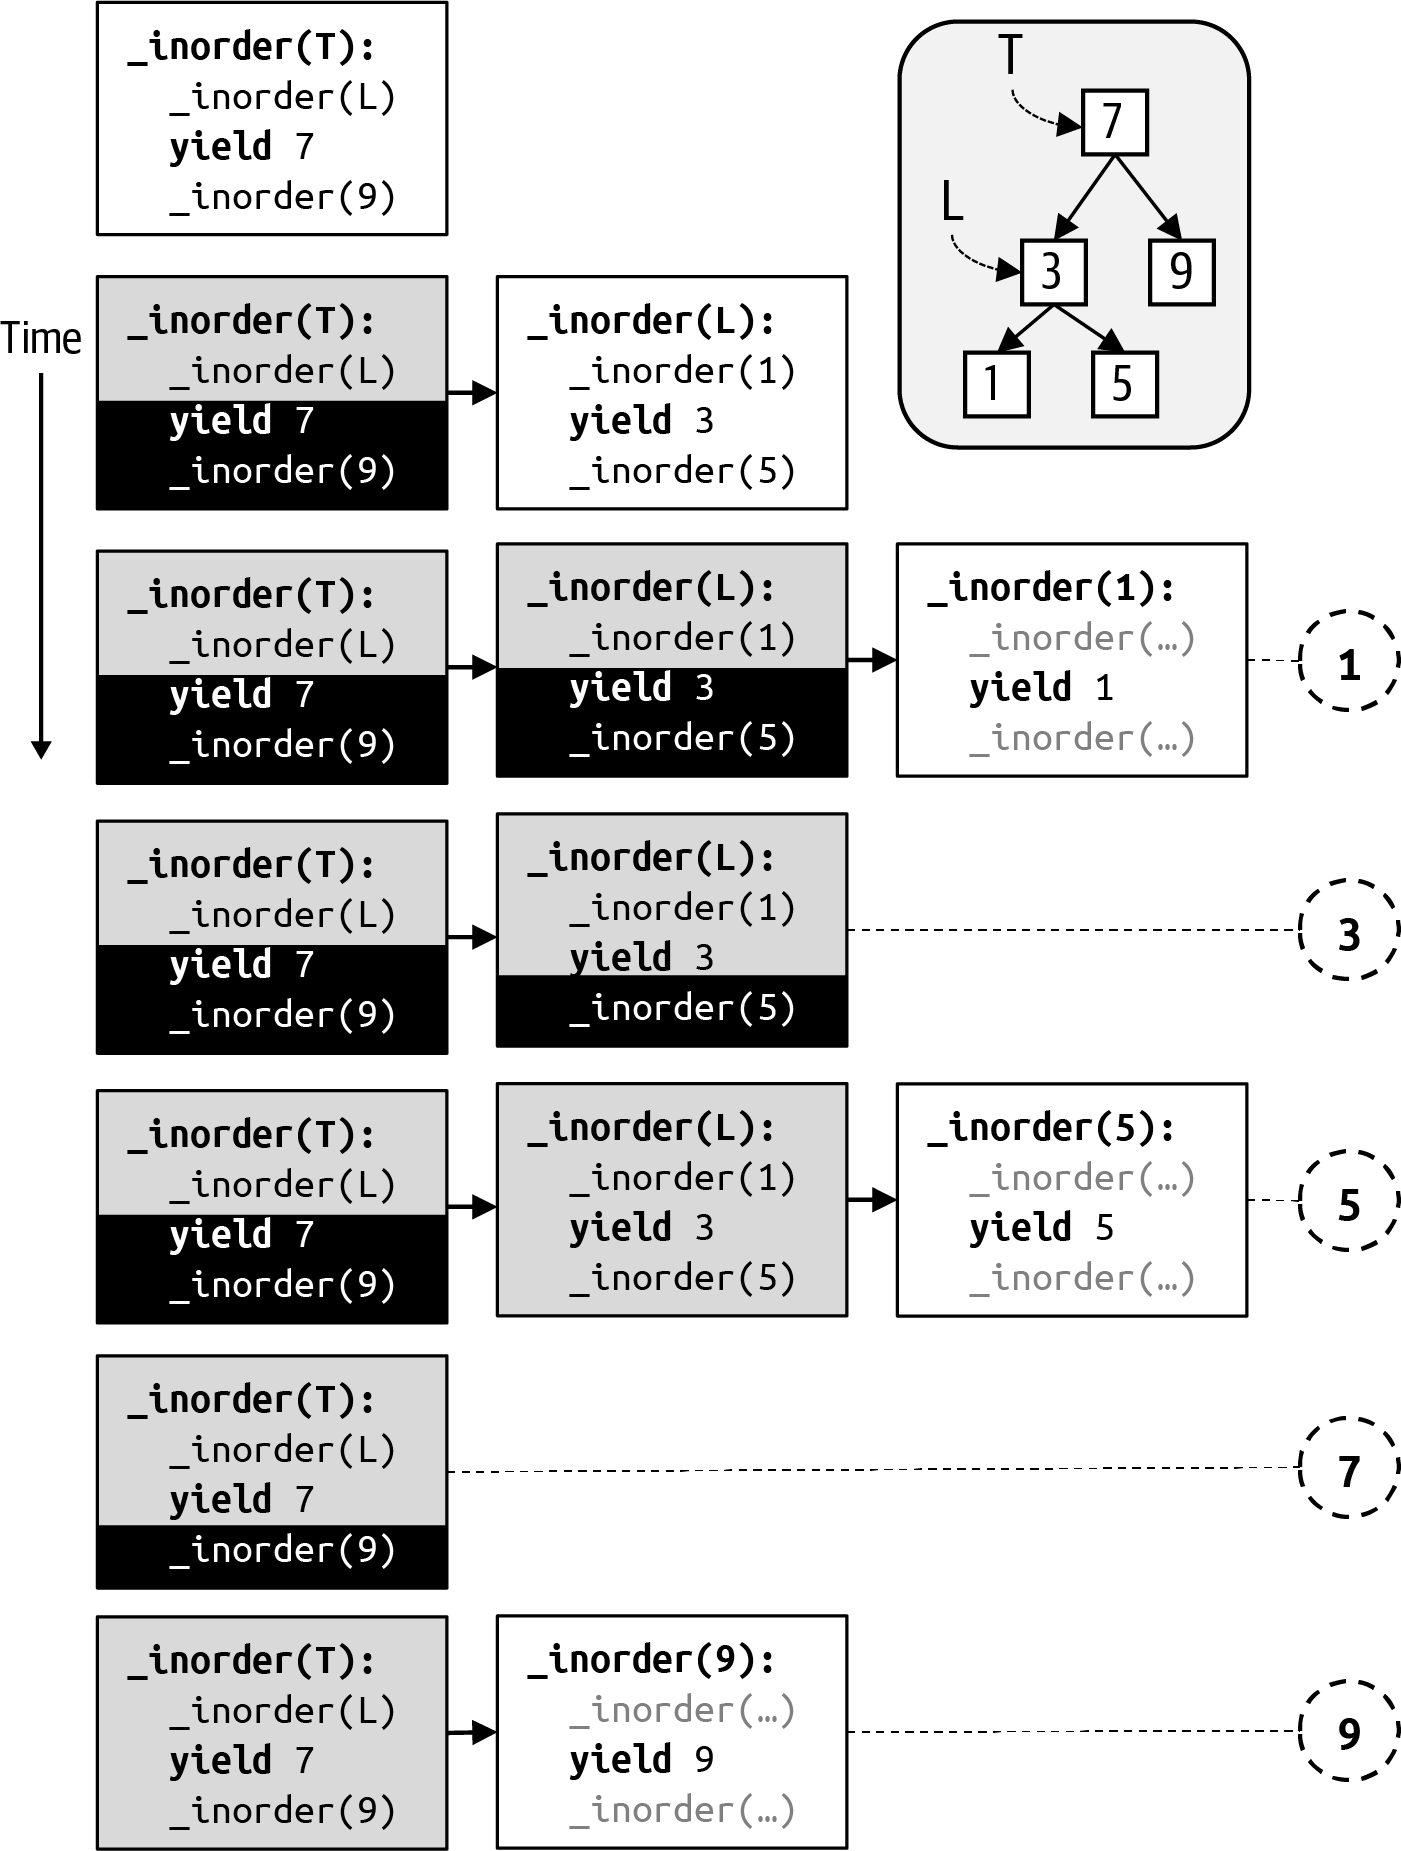 _inorder(T):
_inorder(L)
yield 7
_inorder(9)
T
7
L
3
9
1
5
Time
_inorder(T):
_inorder(L)
yield 7
_inorder(9)
_inorder(L):
_inorder(1)
yield 3
_inorder(5)
_inorder(T):
_inorder(L)
yield 7
_inorder(9)
_inorder(L):
_inorder(1)
yield 3
_inorder(5)
_inorder(1):
_inorder(…)
yield 1
_inorder(…)
1
_inorder(T):
_inorder(L)
yield 7
_inorder(9)
_inorder(L):
_inorder(1)
yield 3
_inorder(5)
3
_inorder(T):
_inorder(L)
yield 7
_inorder(9)
_inorder(L):
_inorder(1)
yield 3
_inorder(5)
_inorder(5):
_inorder(…)
yield 5
_inorder(…)
5
_inorder(T):
_inorder(L)
yield 7
_inorder(9)
7
_inorder(T):
_inorder(L)
yield 7
_inorder(9)
_inorder(9):
_inorder(…)
yield 9
_inorder(…)
9